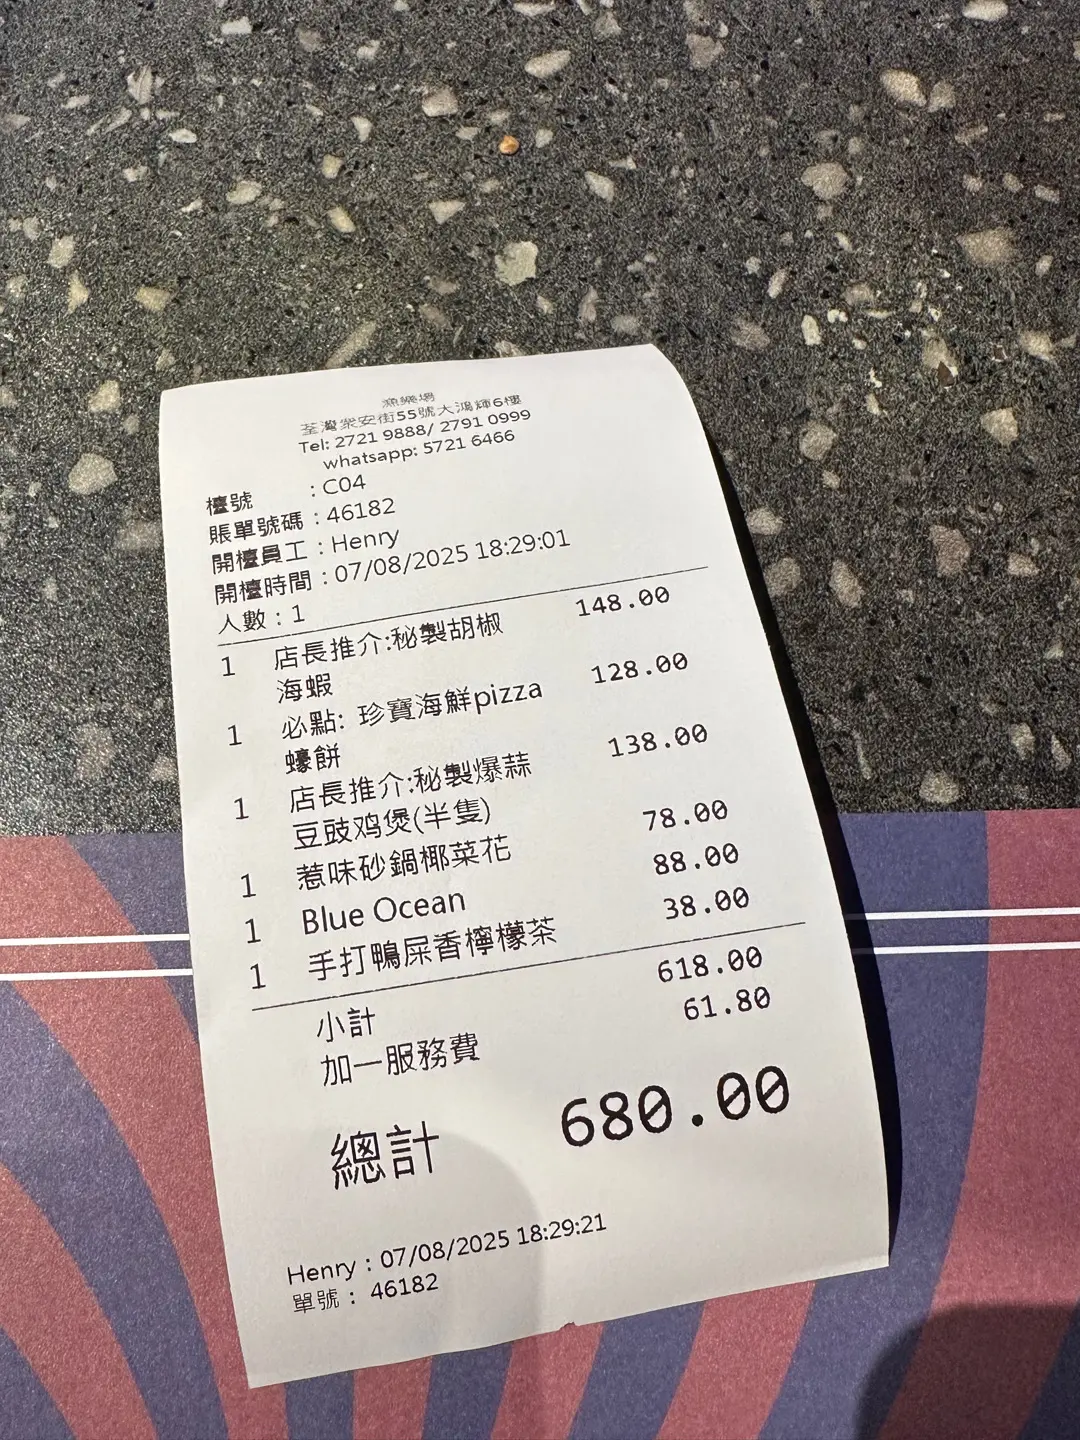 漁樂場
荃灣眾安街55號大鴻輝6樓
Tel: 2721 9888/ 2791 0999
whatsapp: 5721 6466
檯號 : C04
賬單號碼 : 46182
開檯員工 : Henry
開檯時間 : 07/08/2025 18:29:01
人數 : 1
1 店長推介:秘製胡椒 148.00
海蝦
1 必點: 珍寶海鮮pizza 128.00
蠔餅
1 店長推介:秘製爆蒜 138.00
豆豉鸡煲(半隻)
1 惹味砂鍋椰菜花 78.00
1 Blue Ocean 88.00
1 手打鴨屎香檸檬茶 38.00
小計 618.00
加一服務費 61.80
總計 680.00
Henry : 07/08/2025 18:29:21
單號 : 46182